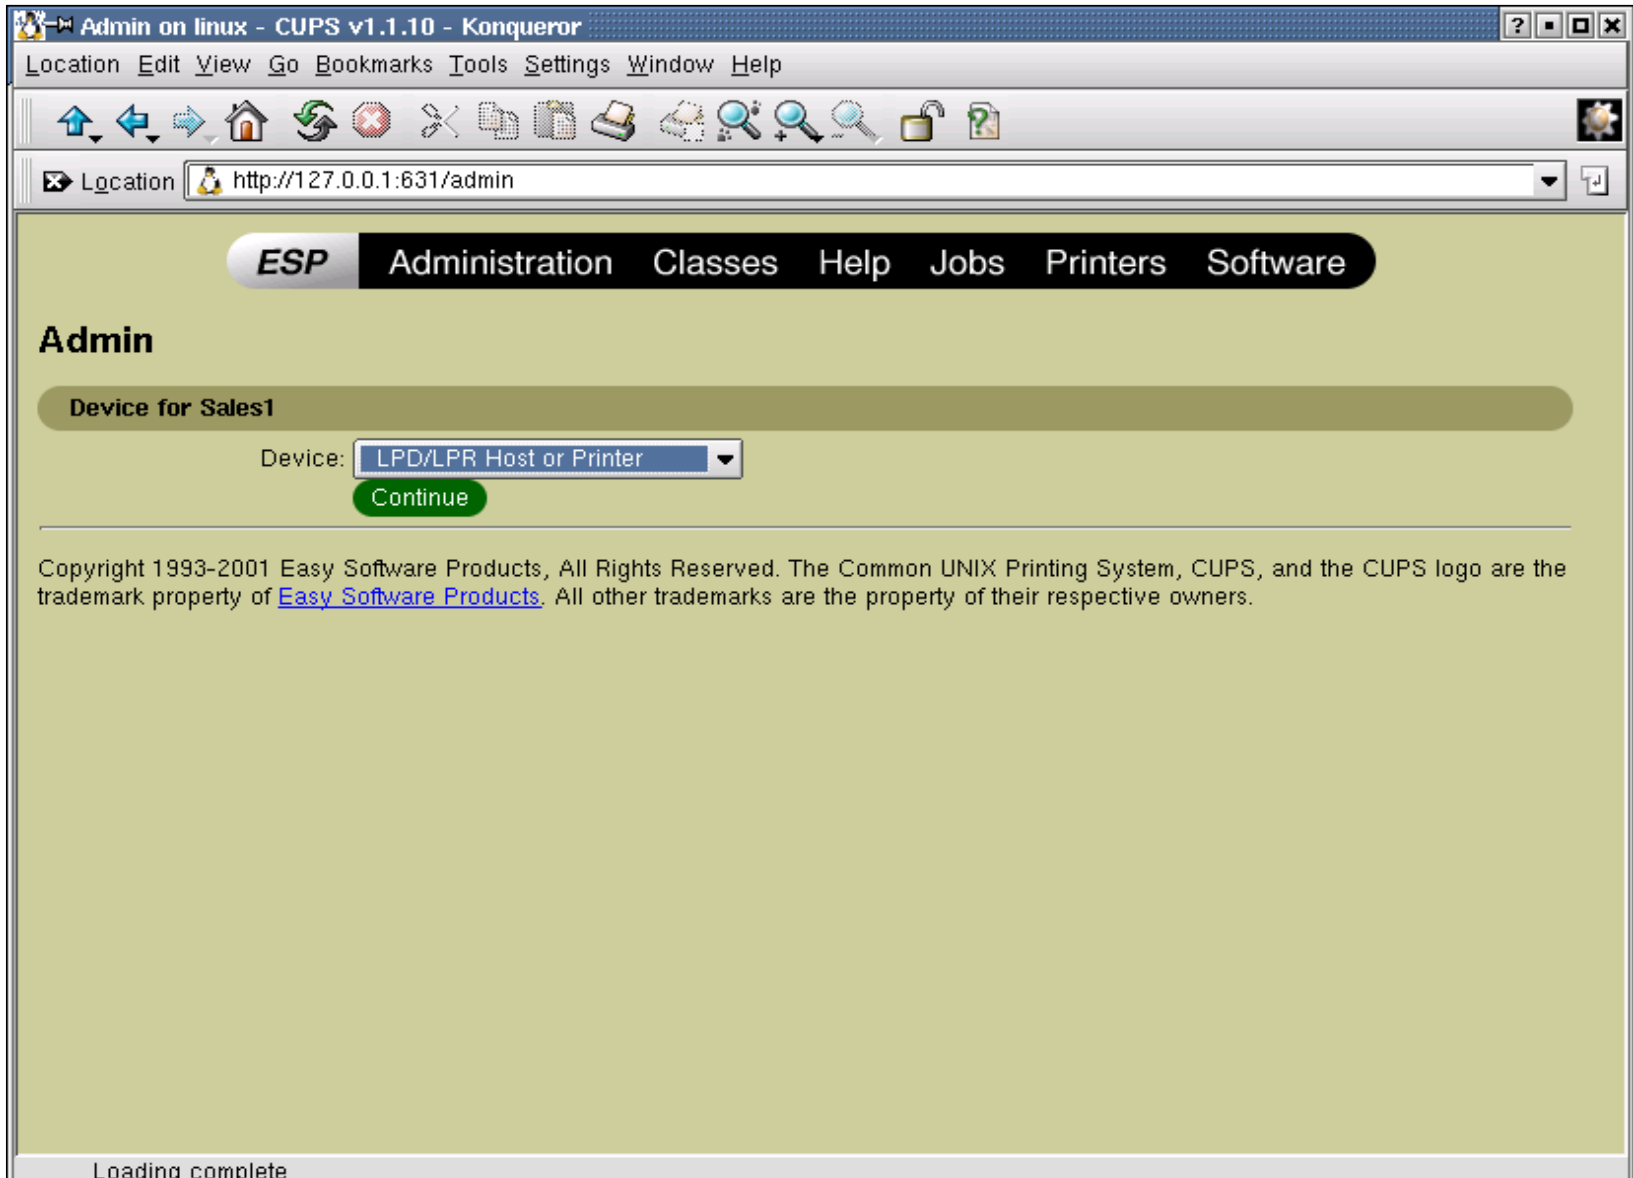 Admin on linux - CUPS v1.1.10 - Konqueror
Location Edit View Go Bookmarks Tools Settings Window Help
Location http://127.0.0.1:631/admin
ESP Administration Classes Help Jobs Printers Software
Admin
Device for Sales1
Device: LPD/LPR Host or Printer
Continue
Copyright 1993-2001 Easy Software Products, All Rights Reserved. The Common UNIX Printing System, CUPS, and the CUPS logo are the
trademark property of Easy Software Products. All other trademarks are the property of their respective owners.
Loading complete